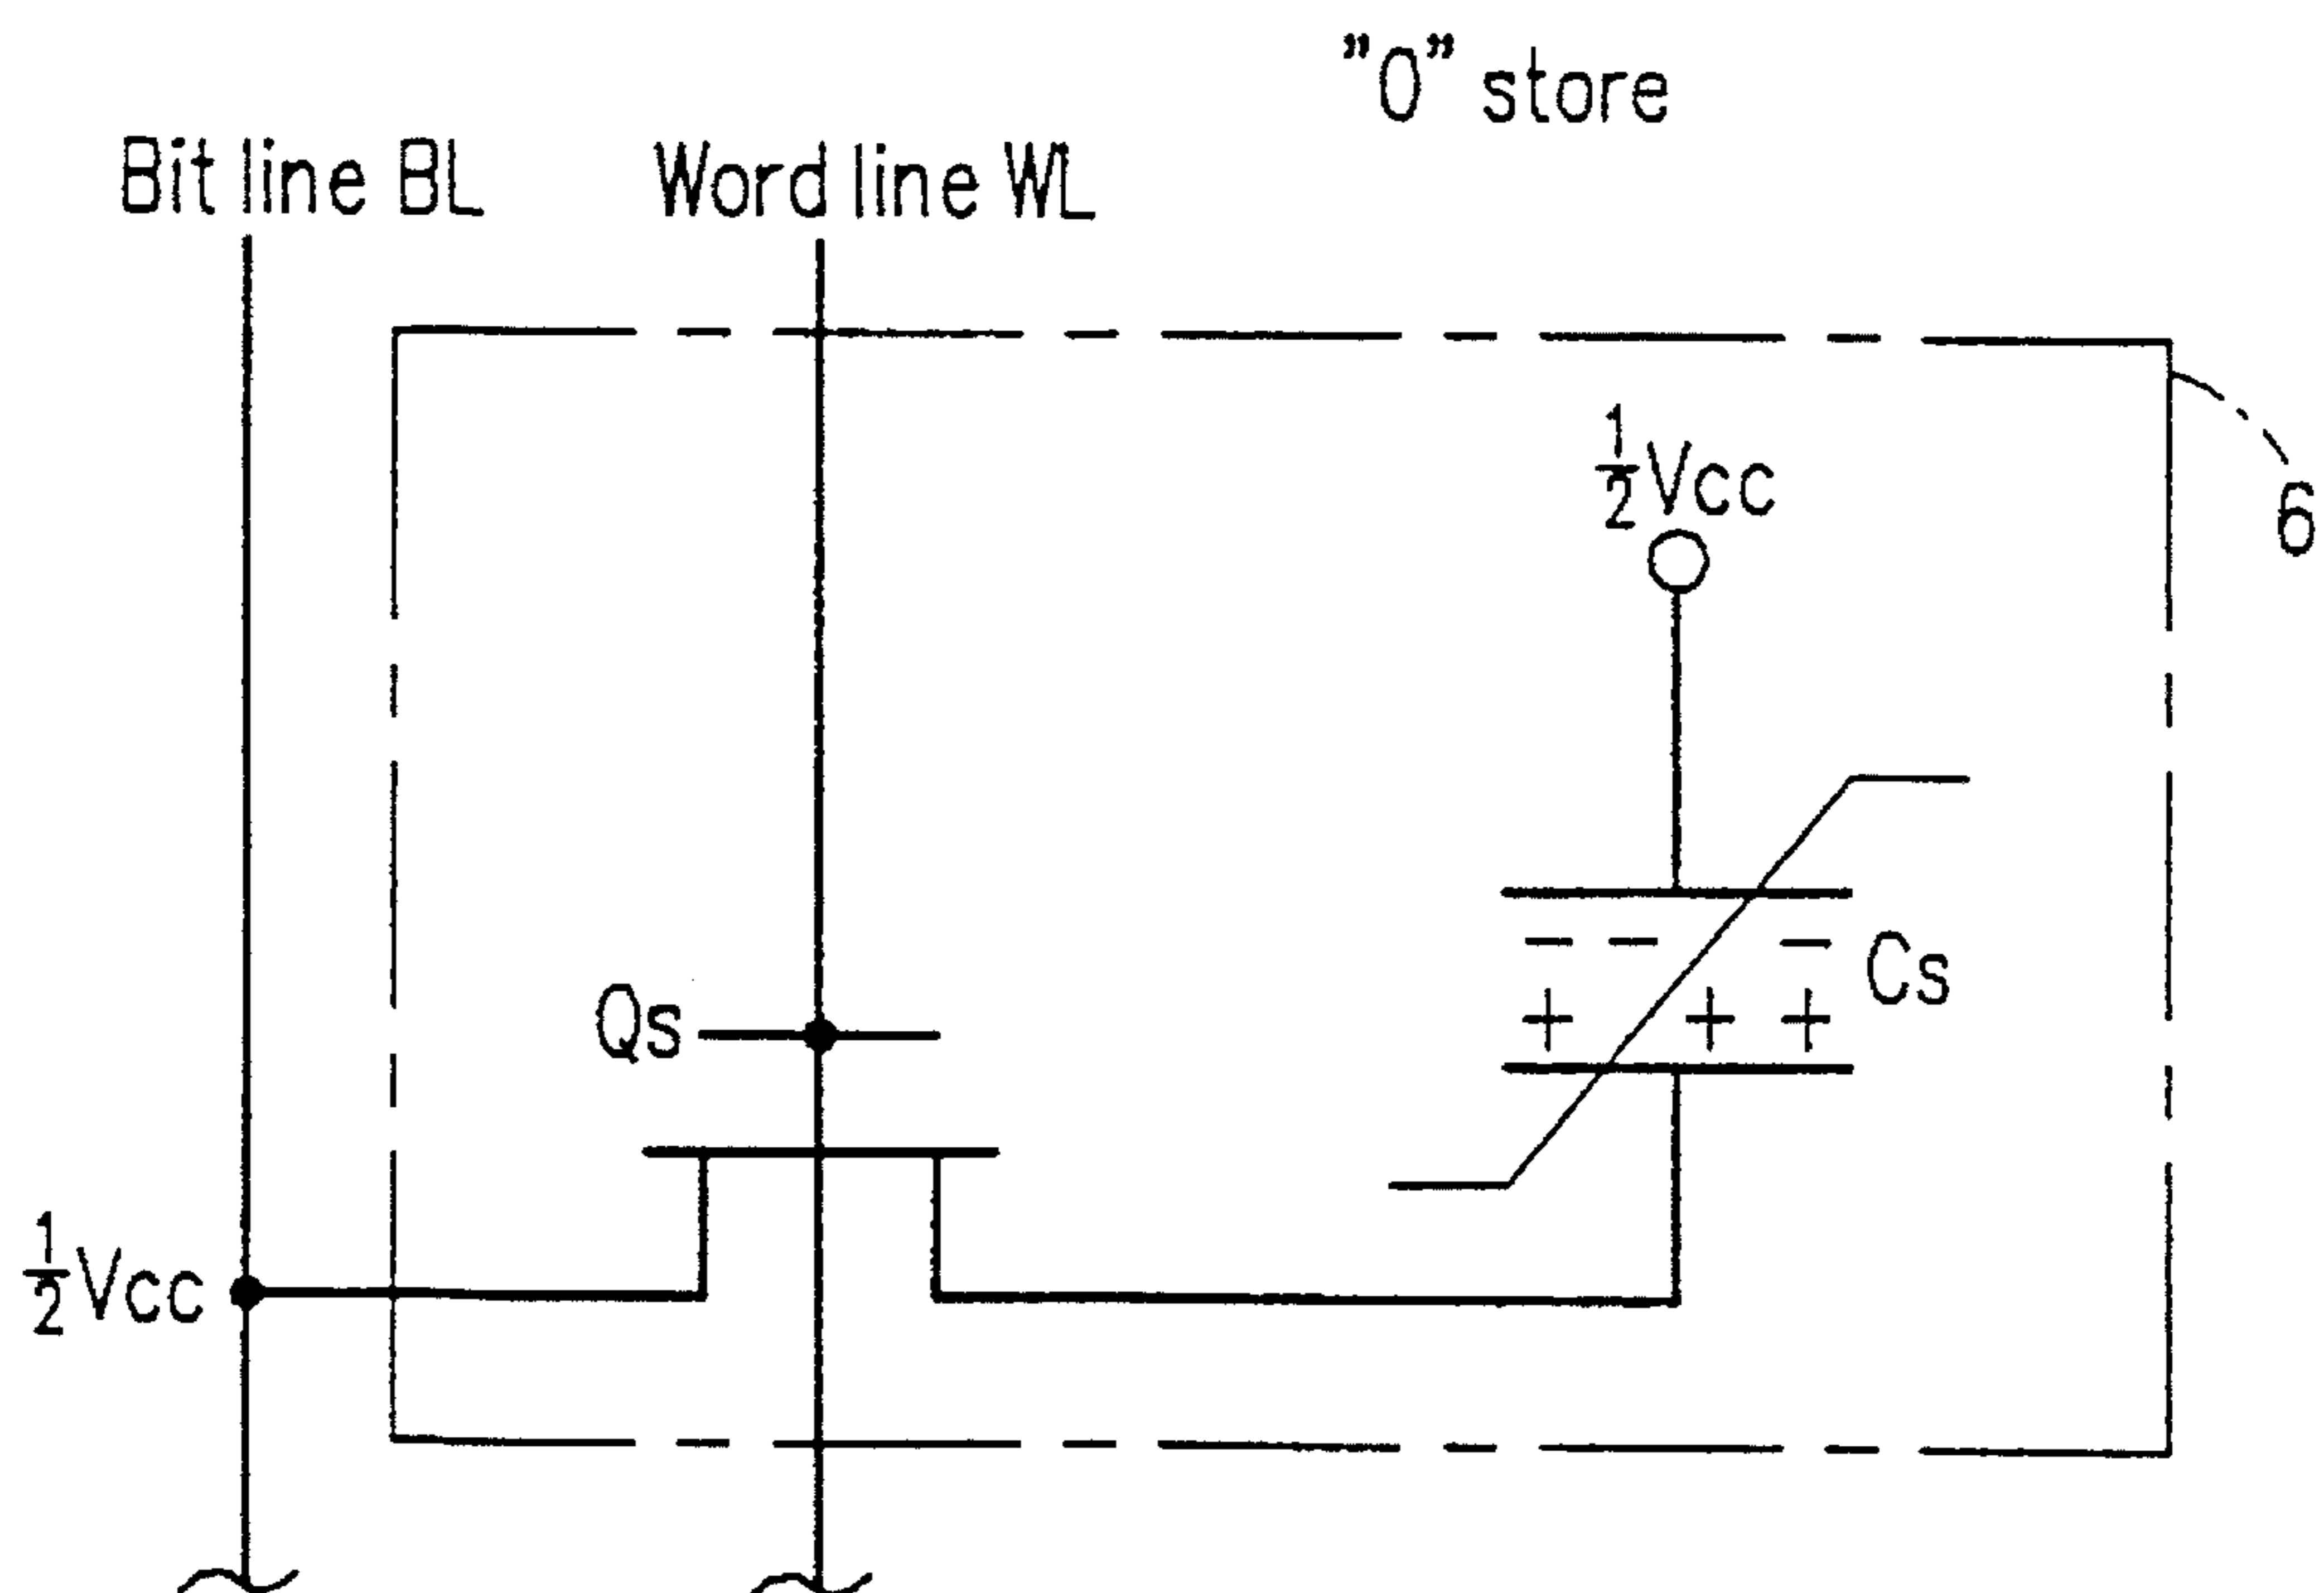 ”0” store
Bit line BL
Word line WL
½Vcc
6
Cs
Qs
½Vcc